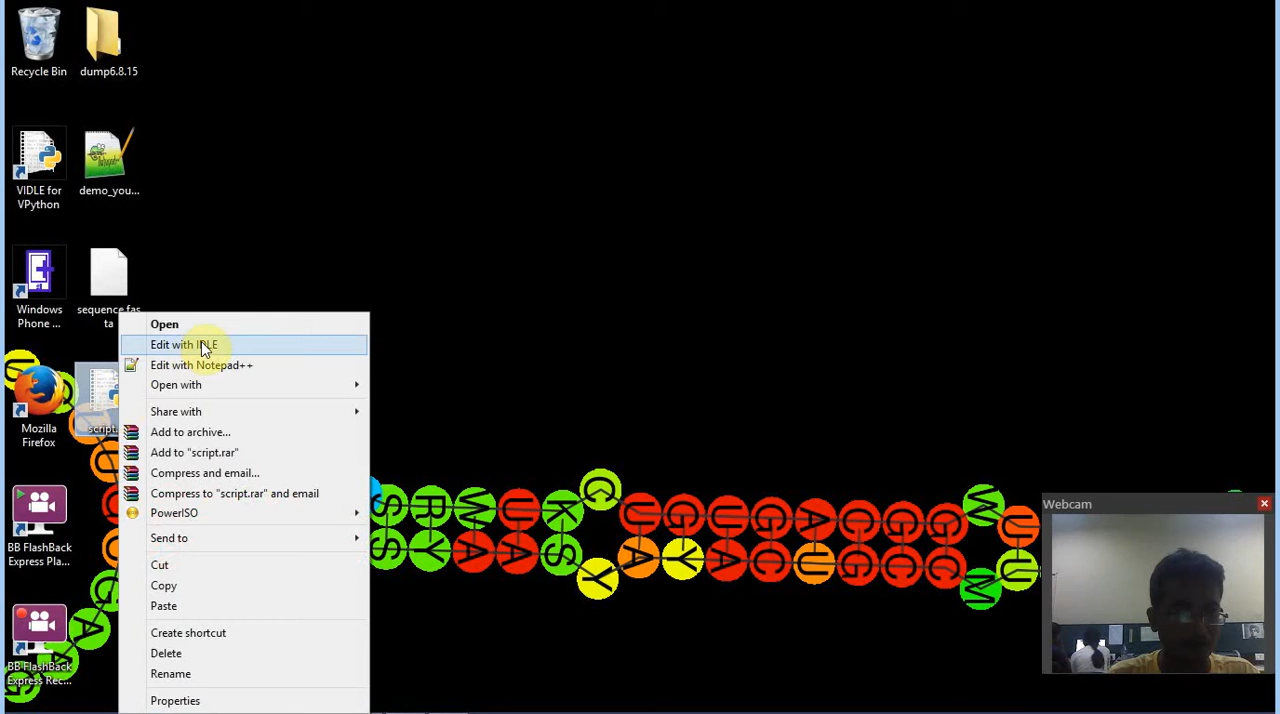 Recycle Bin
dump6.8.15
VIDLE for
VPython
demo_you...
Windows
Phone ...
sequence.fas
ta
Mozilla
Firefox
script.
BB FlashBack
Express Pla...
BB FlashBack
Express Rec...
Open
Edit with IDLE
Edit with Notepad++
Open with
Share with
Add to archive...
Add to "script.rar"
Compress and email...
Compress to "script.rar" and email
PowerISO
Send to
Cut
Copy
Paste
Create shortcut
Delete
Rename
Properties
S R W U K G U G U G A G G G W U
S Y A A S Y A Y A C U G C C M U
Webcam